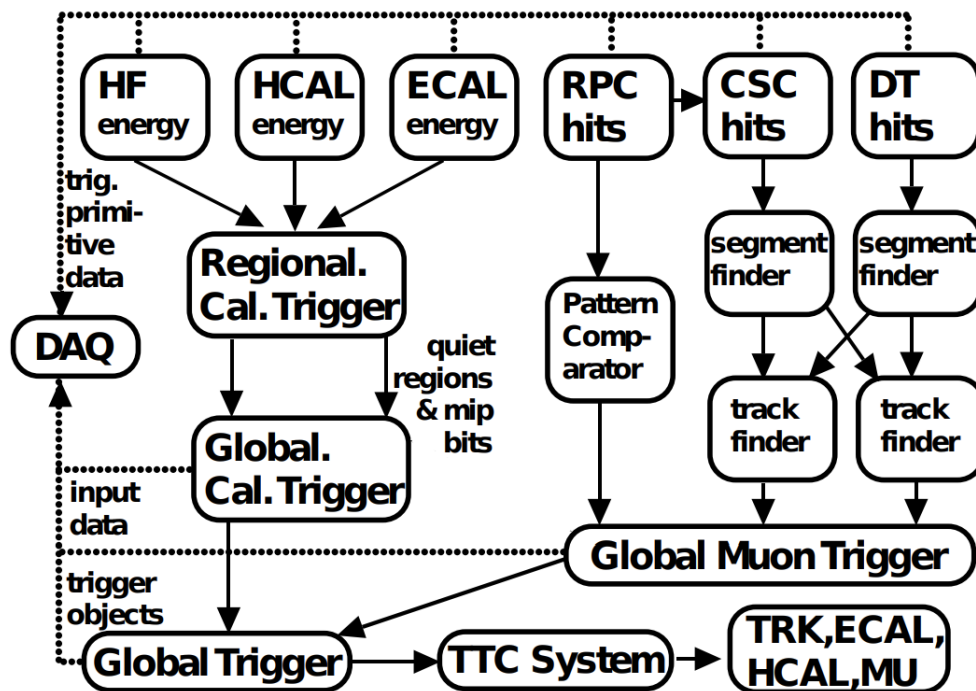 HF
energy
HCAL
energy
ECAL
energy
RPC
hits
CSC
hits
DT
hits
trig.
primi-
tive
data
Regional.
Cal. Trigger
segment
finder
segment
finder
Pattern
Comp-
arator
DAQ
quiet
regions
& mip
bits
track
finder
track
finder
Global.
Cal. Trigger
input
data
Global Muon Trigger
trigger
objects
Global Trigger
TTC System
TRK,ECAL,
HCAL,MU